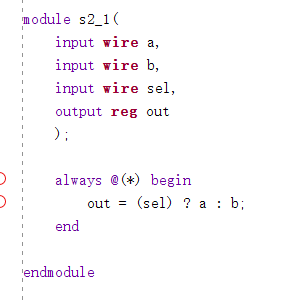 module s2_1(
    input wire a,
    input wire b,
    input wire sel,
    output reg out
    );
    always @(*) begin
        out = (sel) ? a : b;
    end
endmodule